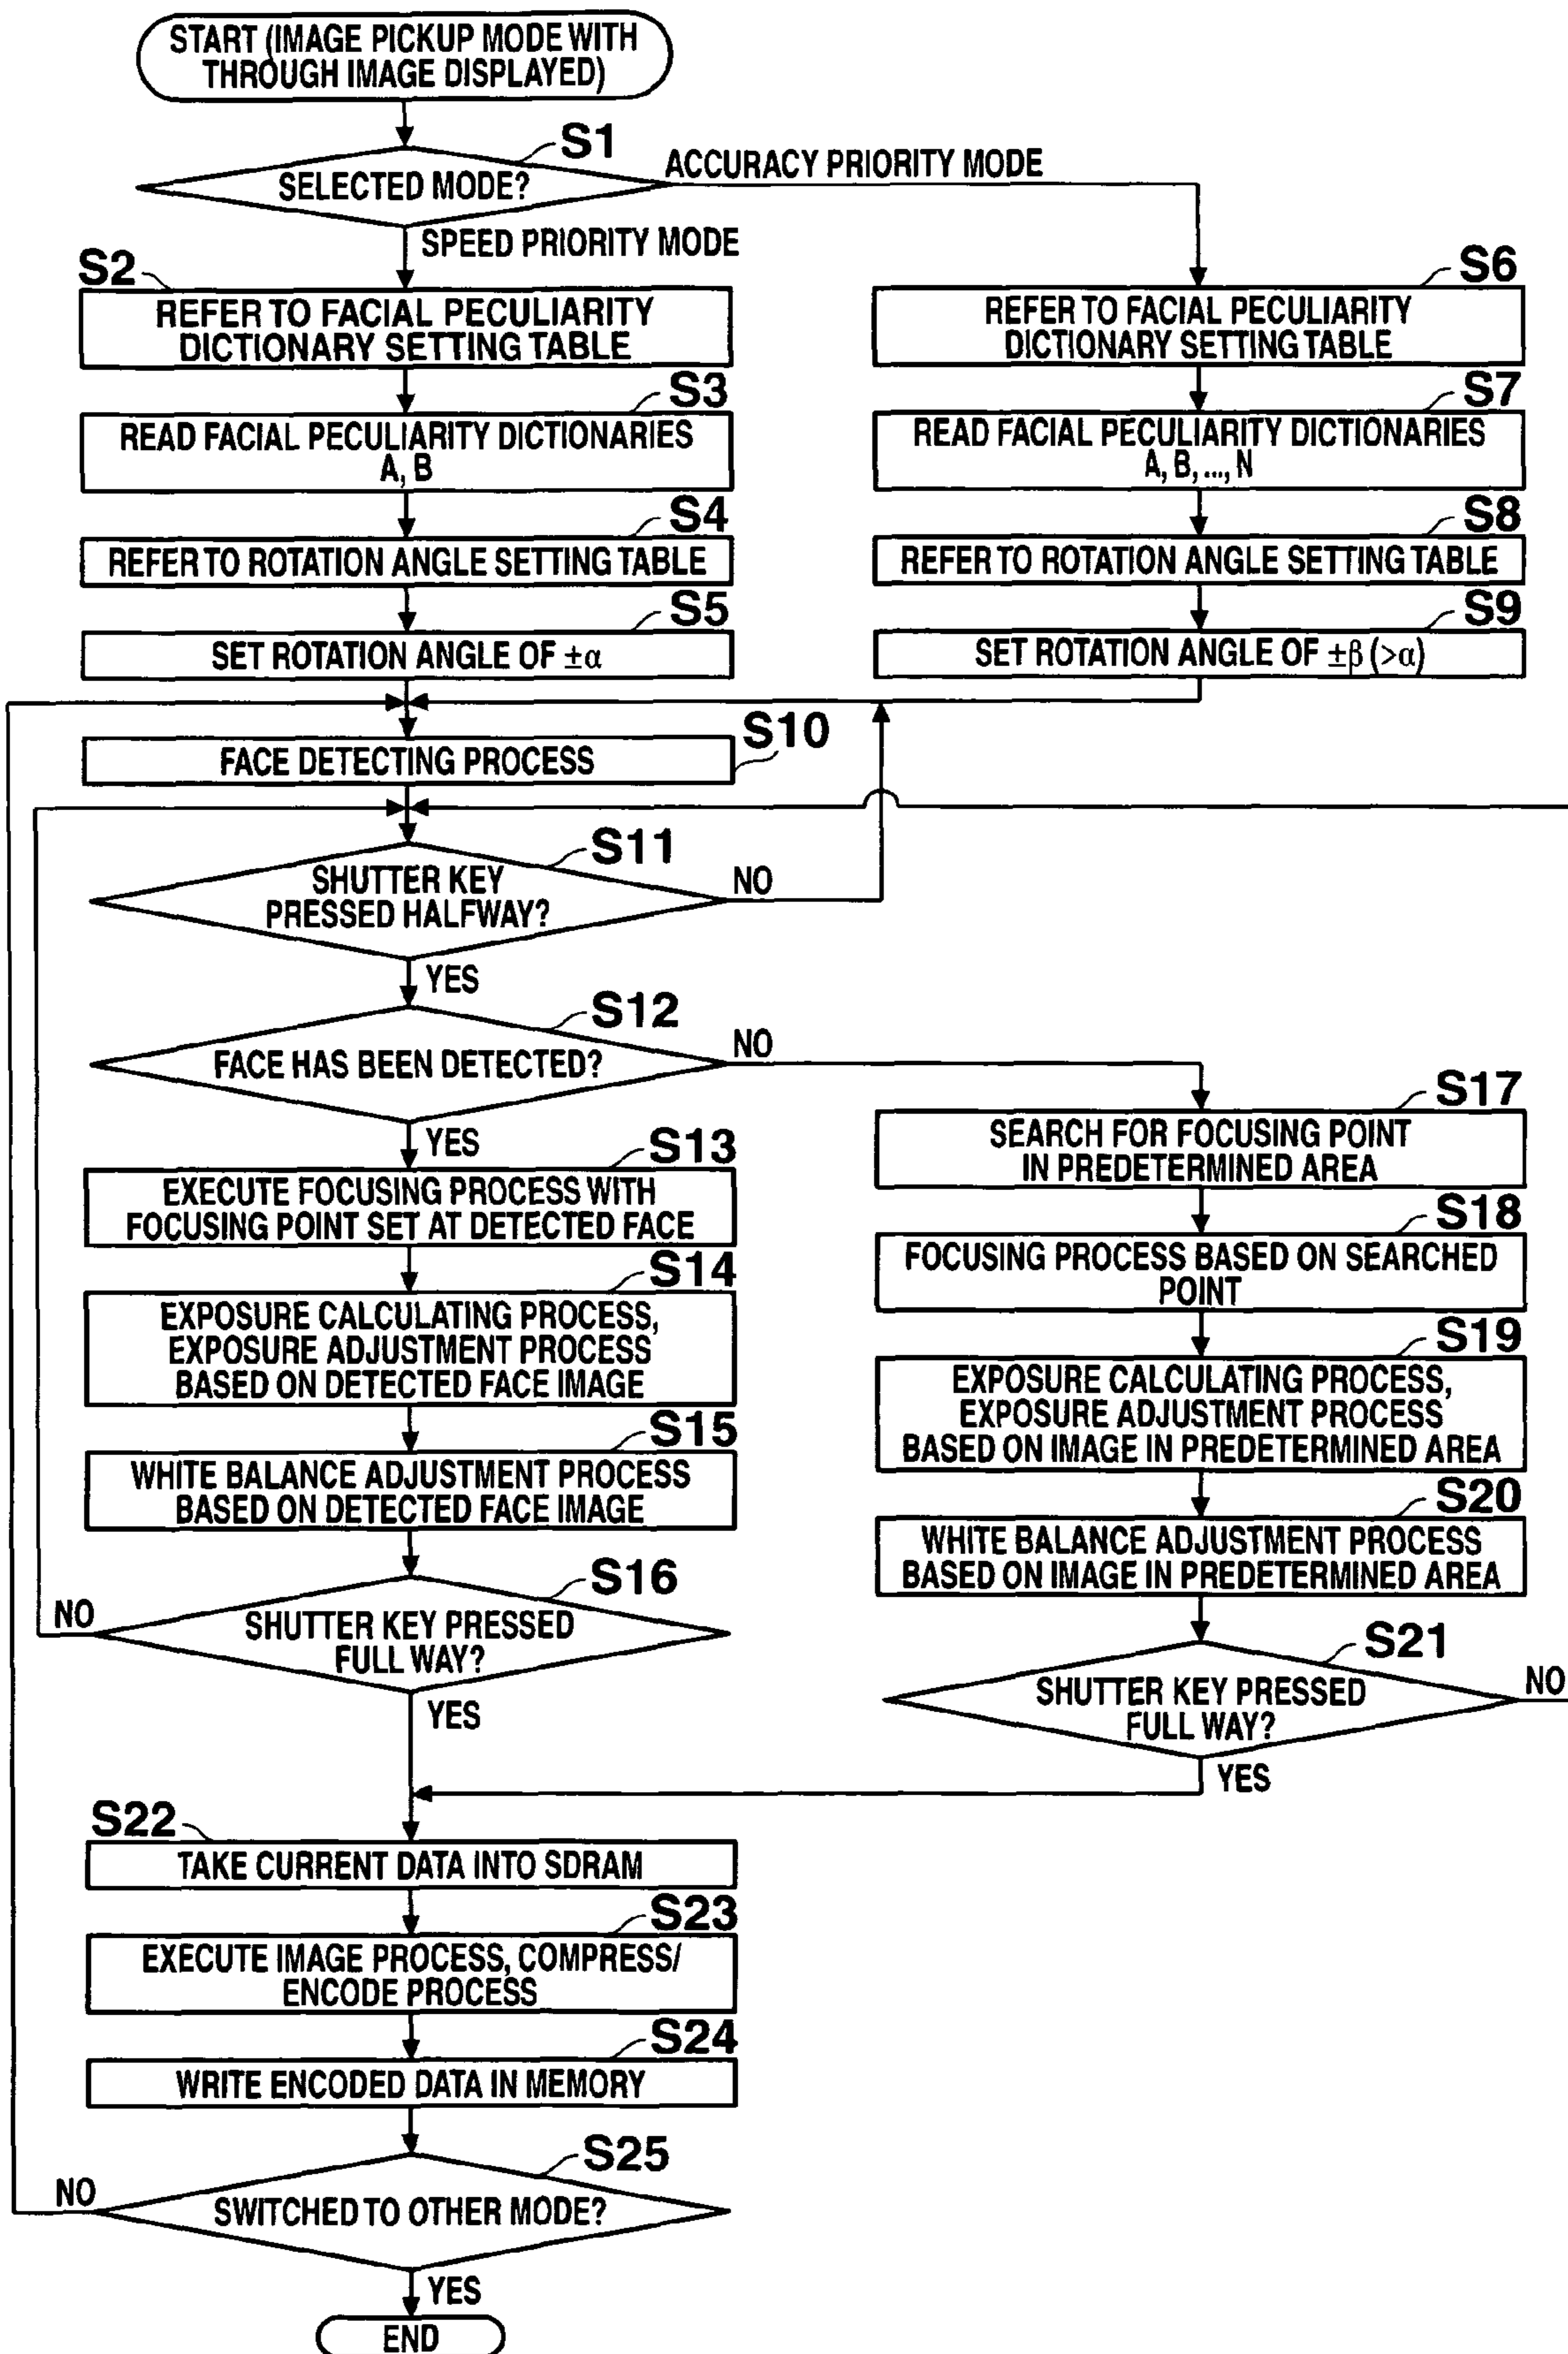 START (IMAGE PICKUP MODE WITH
THROUGH IMAGE DISPLAYED)
S1
SELECTED MODE?
ACCURACY PRIORITY MODE
SPEED PRIORITY MODE
S2
REFER TO FACIAL PECULIARITY
DICTIONARY SETTING TABLE
S3
READ FACIAL PECULIARITY DICTIONARIES
A, B
S4
REFER TO ROTATION ANGLE SETTING TABLE
S5
SET ROTATION ANGLE OF ±α
S6
REFER TO FACIAL PECULIARITY
DICTIONARY SETTING TABLE
S7
READ FACIAL PECULIARITY DICTIONARIES
A, B, ..., N
S8
REFER TO ROTATION ANGLE SETTING TABLE
S9
SET ROTATION ANGLE OF ±β (>α)
S10
FACE DETECTING PROCESS
S11
SHUTTER KEY
PRESSED HALFWAY?
NO
YES
S12
FACE HAS BEEN DETECTED?
NO
YES
S13
EXECUTE FOCUSING PROCESS WITH
FOCUSING POINT SET AT DETECTED FACE
S14
EXPOSURE CALCULATING PROCESS,
EXPOSURE ADJUSTMENT PROCESS
BASED ON DETECTED FACE IMAGE
S15
WHITE BALANCE ADJUSTMENT PROCESS
BASED ON DETECTED FACE IMAGE
S16
SHUTTER KEY PRESSED
FULL WAY?
NO
YES
S17
SEARCH FOR FOCUSING POINT
IN PREDETERMINED AREA
S18
FOCUSING PROCESS BASED ON SEARCHED
POINT
S19
EXPOSURE CALCULATING PROCESS,
EXPOSURE ADJUSTMENT PROCESS
BASED ON IMAGE IN PREDETERMINED AREA
S20
WHITE BALANCE ADJUSTMENT PROCESS
BASED ON IMAGE IN PREDETERMINED AREA
S21
SHUTTER KEY PRESSED
FULL WAY?
NO
YES
S22
TAKE CURRENT DATA INTO SDRAM
S23
EXECUTE IMAGE PROCESS, COMPRESS/
ENCODE PROCESS
S24
WRITE ENCODED DATA IN MEMORY
S25
SWITCHED TO OTHER MODE?
NO
YES
END